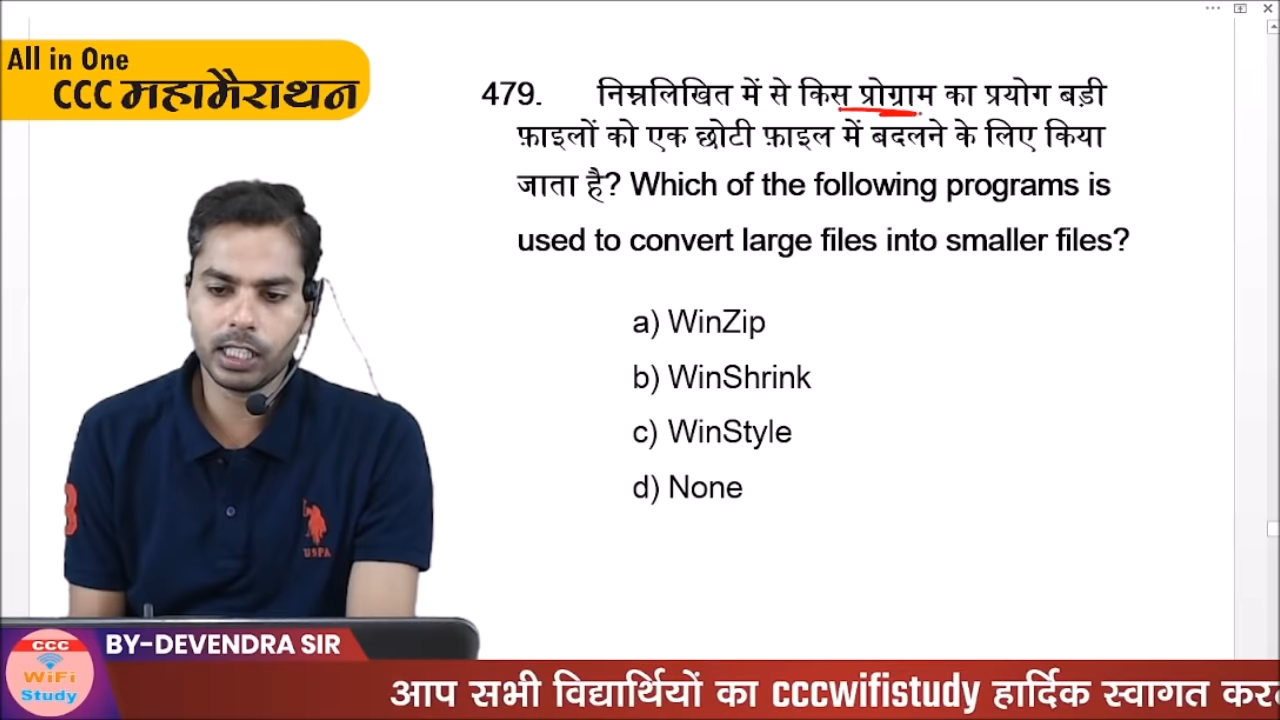 All in One
CCC महामैराथन
479. निम्नलिखित में से किस प्रोग्राम का प्रयोग बड़ी
फ़ाइलों को एक छोटी फ़ाइल में बदलने के लिए किया
जाता है? Which of the following programs is
used to convert large files into smaller files?
a) WinZip
b) WinShrink
c) WinStyle
d) None
3
USPA
CCC
WiFi
Study
BY-DEVENDRA SIR
आप सभी विद्यार्थियों का cccwifistudy हार्दिक स्वागत